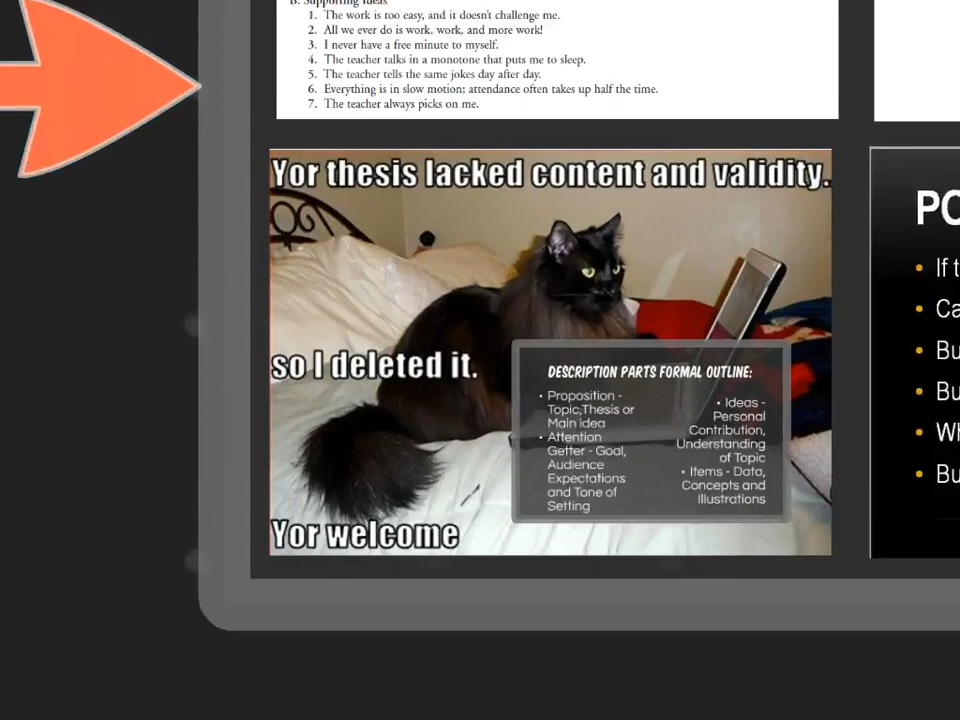 B. Supporting Ideas
1. The work is too easy, and it doesn't challenge me.
2. All we ever do is work, work, and more work!
3. I never have a free minute to myself.
4. The teacher talks in a monotone that puts me to sleep.
5. The teacher tells the same jokes day after day.
6. Everything is in slow motion; attendance often takes up half the time.
7. The teacher always picks on me.
Yor thesis lacked content and validity.
so I deleted it.
Yor welcome
DESCRIPTION PARTS FORMAL OUTLINE:
• Proposition -
Topic,Thesis or
Main idea
• Attention
Getter - Goal,
Audience
Expectations
and Tone of
Setting
• Ideas -
Personal
Contribution,
Understanding
of Topic
• Items - Data,
Concepts and
Illustrations
PO
• If t
• Ca
• Bu
• Bu
• Wh
• Bu